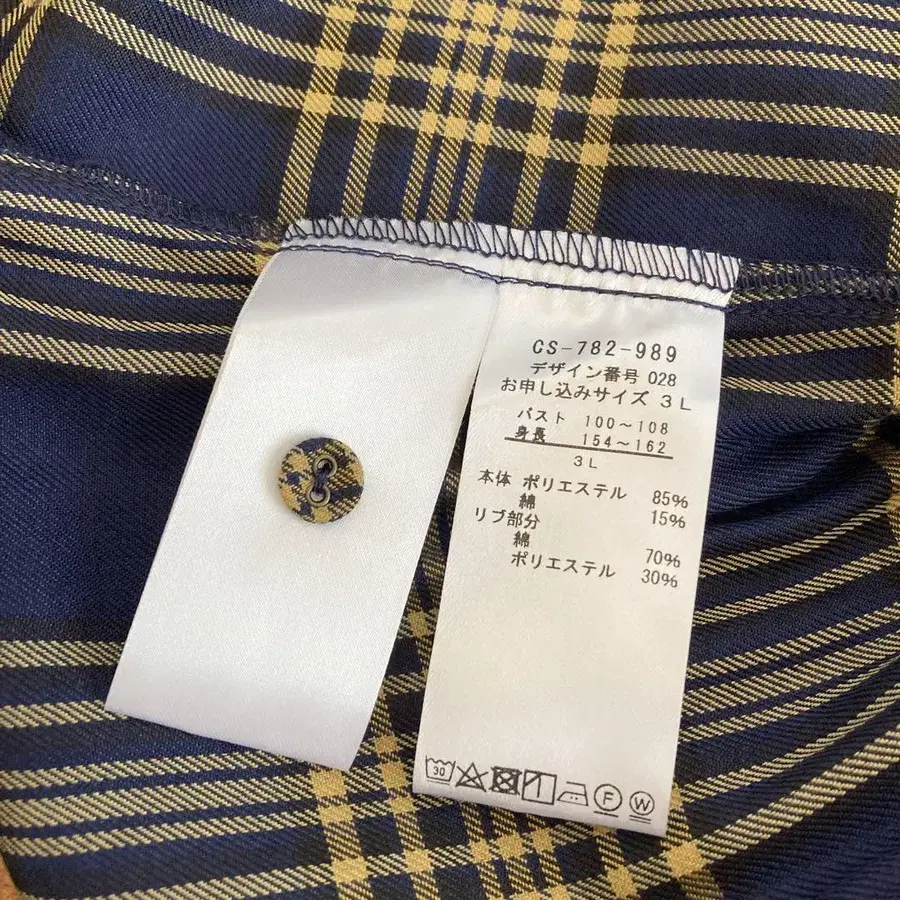 CS-782-989
デザイン番号 028
お申し込みサイズ 3L
バスト 100～108
身長 154～162
3L
本体 ポリエステル 85%
綿 15%
リブ部分
綿 70%
ポリエステル 30%
30 F W